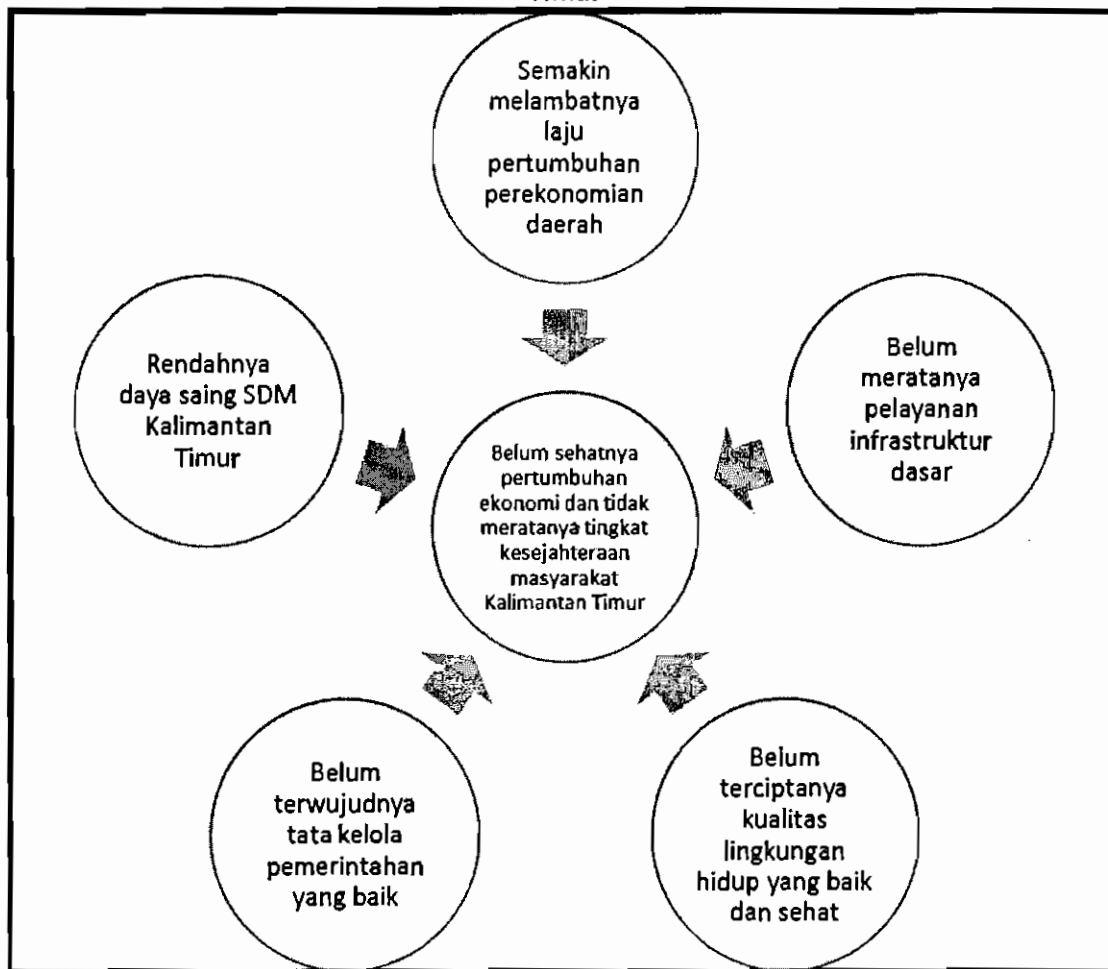 Semakin
melambatnya
laju
pertumbuhan
perekonomian
daerah
Rendahnya
daya saing SDM
Kalimantan
Timur
Belum
meratanya
pelayanan
infrastruktur
dasar
Belum sehatnya
pertumbuhan
ekonomi dan tidak
meratanya tingkat
kesejahteraan
masyarakat
Kalimantan Timur
Belum
terwujudnya
tata kelola
pemerintahan
yang baik
Belum
terciptanya
kualitas
lingkungan
hidup yang baik
dan sehat